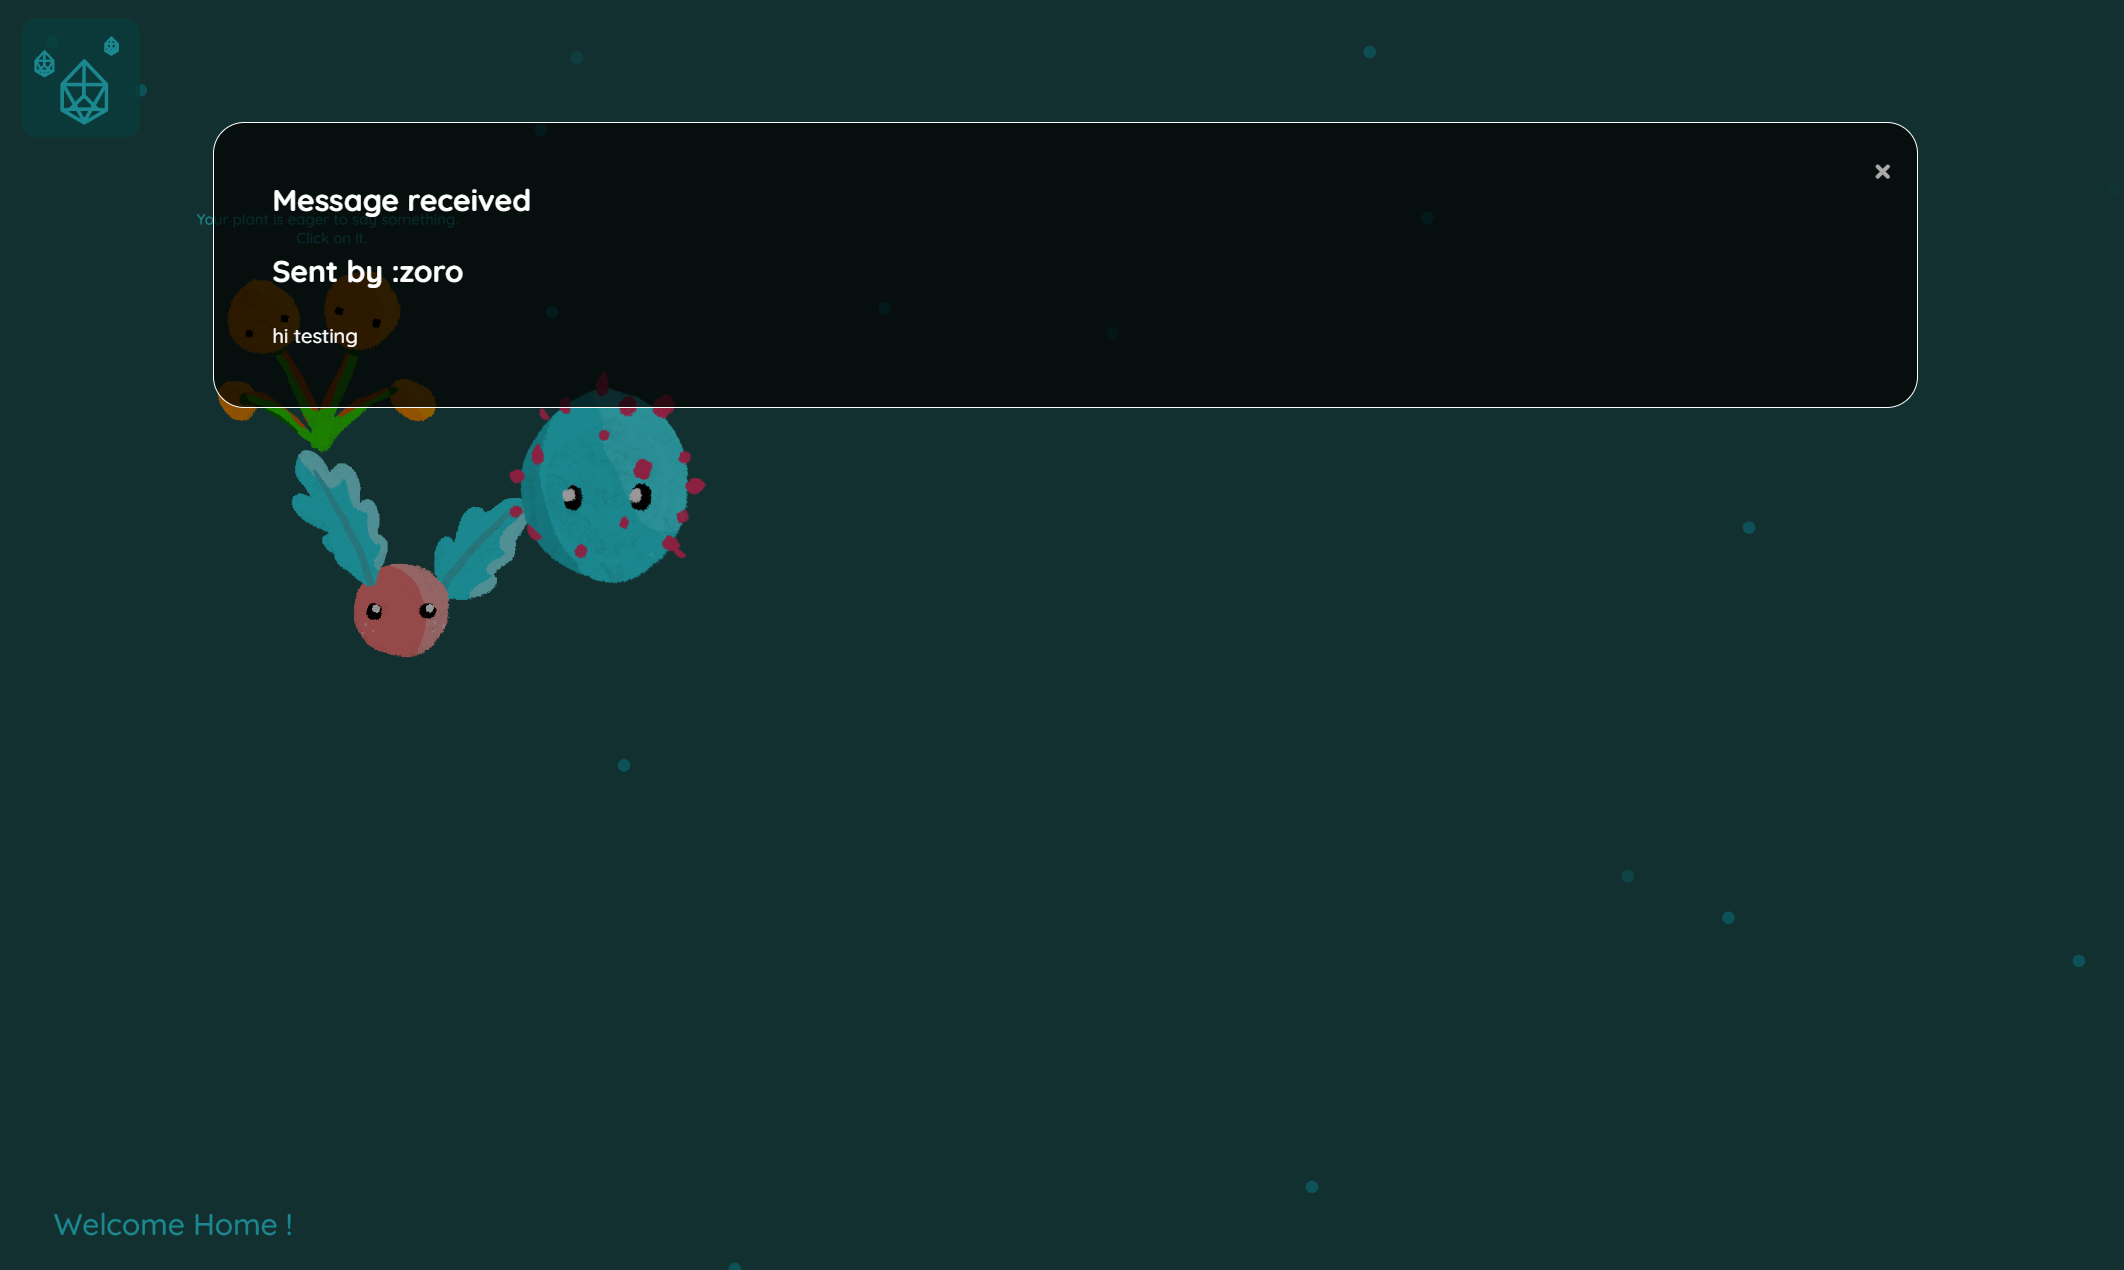 Message received
Your plant is eager to say something.
Click on it.
Sent by :zoro
hi testing
Welcome Home !